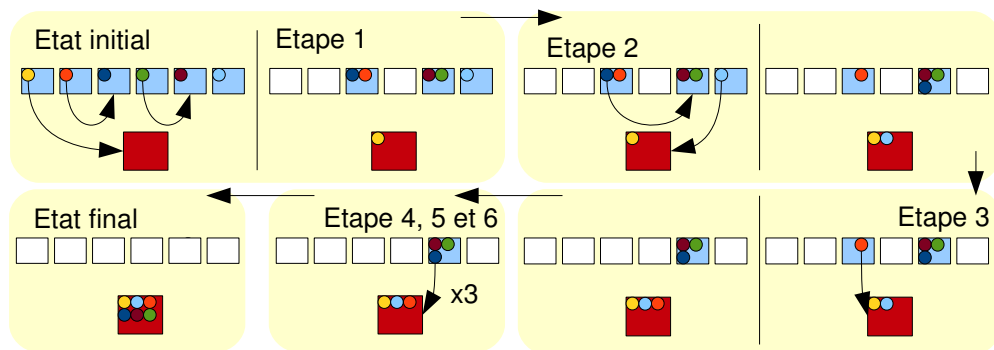 Etat initial
Etape 1
Etape 2
Etape 3
Etape 4, 5 et 6
x3
Etat final